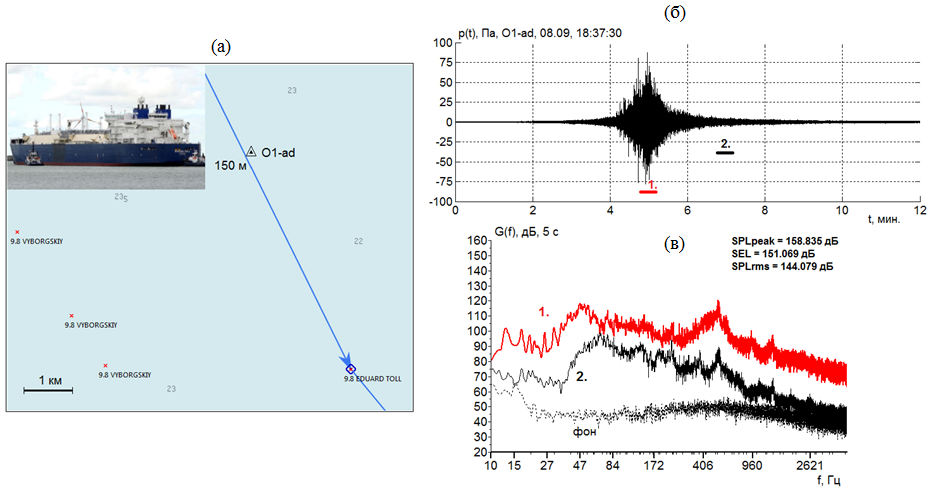 (а)
23
O1-ad
150 м
23₅
9.8 VYBORGSKIY
22
9.8 VYBORGSKIY
9.8 VYBORGSKIY
9.8 EDUARD TOLL
1 км
23
(б)
p(t), Па, O1-ad, 08.09, 18:37:30
100
75
50
25
0
-25
-50
-75
-100
2.
1.
0 2 4 6 8 10 12
t, мин.
(в)
G(f), дБ, 5 с
SPLpeak = 158.835 дБ
SEL = 151.069 дБ
SPLrms = 144.079 дБ
160
150
140
130
120
110
100
90
80
70
60
50
40
30
20
1.
2.
фон
10 15 27 47 84 172 406 960 2621
f, Гц